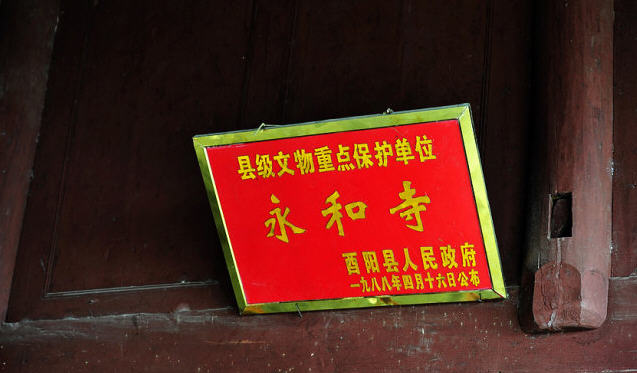 县级文物重点保护单位
永和寺
酉阳县人民政府
一九八八年四月十六日公布